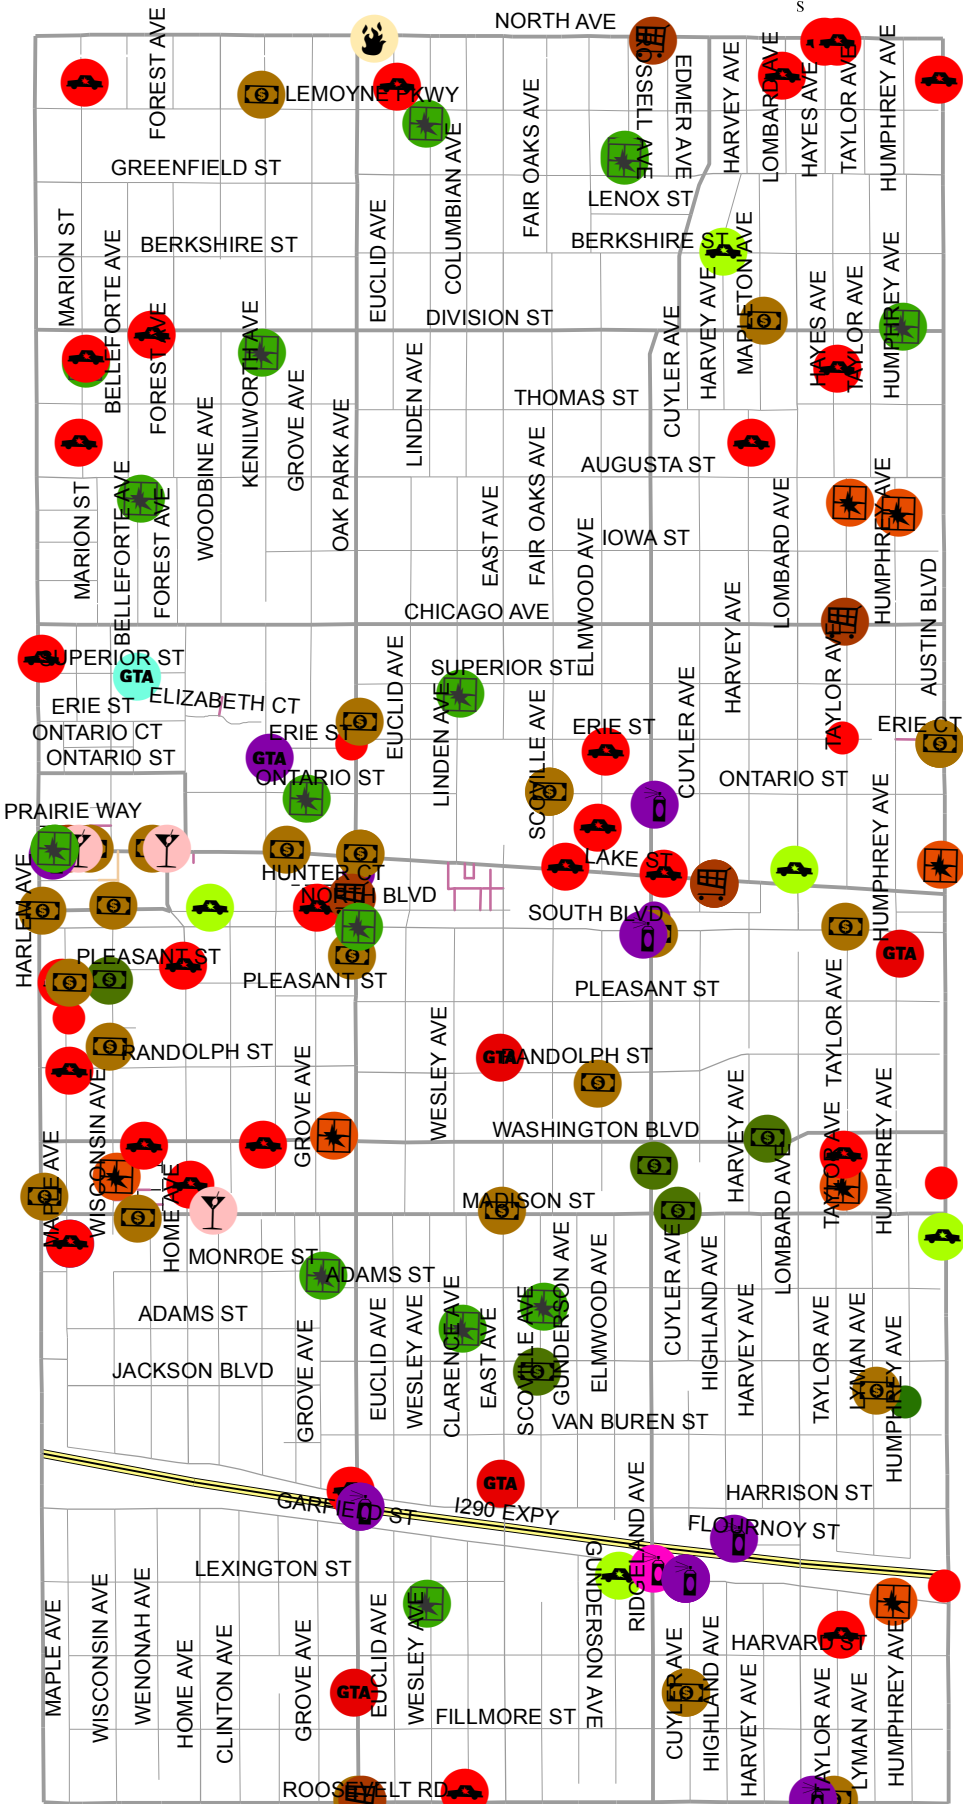 S
NORTH AVE
FOREST AVE
LEMOYNE PKWY
COLUMBIAN AVE
FAIR OAKS AVE
EDMER AVE
HARVEY AVE
LOMBARD AVE
HAYES AVE
TAYLOR AVE
HUMPHREY AVE
GREENFIELD ST
LENOX ST
MARION ST
BELLEFORTE AVE
BERKSHIRE ST
EUCLID AVE
BERKSHIRE ST
MAPLETON AVE
DIVISION ST
FOREST AVE
KENILWORTH AVE
GROVE AVE
LINDEN AVE
CUYLER AVE
HARVEY AVE
HAYES AVE
TAYLOR AVE
HUMPHREY AVE
THOMAS ST
OAK PARK AVE
WOODBINE AVE
AUGUSTA ST
MARION ST
BELLEFORTE AVE
FOREST AVE
EAST AVE
FAIR OAKS AVE
ELMWOOD AVE
IOWA ST
LOMBARD AVE
HUMPHREY AVE
AUSTIN BLVD
CHICAGO AVE
HARVEY AVE
SUPERIOR ST
GTA
EUCLID AVE
SUPERIOR ST
CUYLER AVE
TAYLOR AVE
ERIE ST
ELIZABETH CT
ERIE ST
LINDEN AVE
SCOVILLE AVE
ERIE ST
ERIE CT
ONTARIO CT
ONTARIO ST
GTA
ONTARIO ST
ONTARIO ST
PRAIRIE WAY
HUMPHREY AVE
HARLEM AVE
LAKE ST
HUNTER CT
NORTH BLVD
SOUTH BLVD
PLEASANT ST
PLEASANT ST
PLEASANT ST
GTA
TAYLOR AVE
RANDOLPH ST
WESLEY AVE
GTA
RANDOLPH ST
WISCONSIN AVE
GROVE AVE
HARVEY AVE
HUMPHREY AVE
WASHINGTON BLVD
MAPLE AVE
HOME AVE
LOMBARD AVE
TAYLOR AVE
MADISON ST
MONROE ST
ADAMS ST
GUNDERSON AVE
ELMWOOD AVE
CUYLER AVE
HIGHLAND AVE
HARVEY AVE
ADAMS ST
GROVE AVE
EUCLID AVE
WESLEY AVE
CLARENCE AVE
EAST AVE
SCOVILLE AVE
TAYLOR AVE
LYMAN AVE
HUMPHREY AVE
JACKSON BLVD
VAN BUREN ST
GTA
HARRISON ST
GARFIELD ST
I290 EXPY
RIDGELAND AVE
FLOURNOY ST
LEXINGTON ST
GUNDERSON AVE
MAPLE AVE
WISCONSIN AVE
WENONAH AVE
HOME AVE
CLINTON AVE
GROVE AVE
EUCLID AVE
WESLEY AVE
CUYLER AVE
HIGHLAND AVE
HARVARD ST
HARVEY AVE
TAYLOR AVE
LYMAN AVE
HUMPHREY AVE
GTA
FILLMORE ST
ROOSEVELT RD